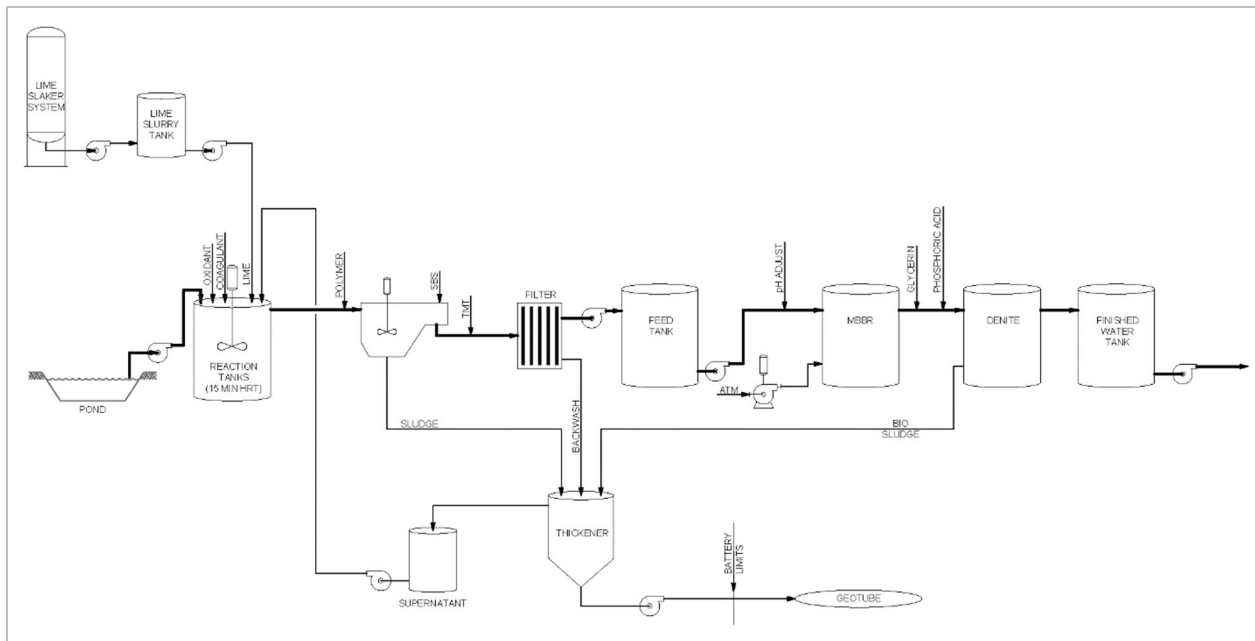 LIME
SLAKER
SYSTEM
LIME
SLURRY
TANK
OXIDANT
COAGULANT
LIME
POLYMER
SBS
TMT
FILTER
pH ADJUST
GLYCERIN
PHOSPHORIC ACID
REACTION
TANKS
(15 MIN HRT)
POND
FEED
TANK
MBBR
DENITE
FINISHED
WATER
TANK
ATM
SLUDGE
BACKWASH
BIO
SLUDGE
THICKENER
SUPERNATANT
BATTERY
LIMITS
GEOTUBE